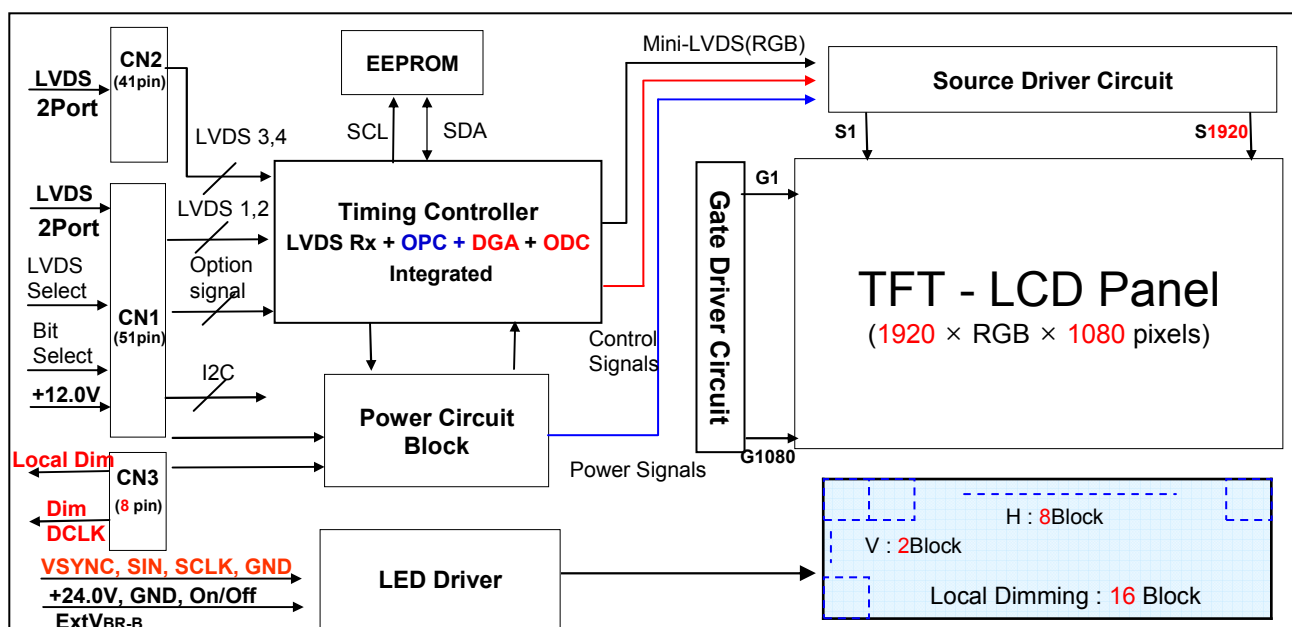 CN2
(41pin)
LVDS
2Port
LVDS 3,4
EEPROM
SCL
SDA
Mini-LVDS(RGB)
Source Driver Circuit
S1
S1920
CN1
(51pin)
LVDS
2Port
LVDS 1,2
LVDS
Select
Option
signal
Bit
Select
+12.0V
I2C
Timing Controller
LVDS Rx + OPC + DGA + ODC
Integrated
Control
Signals
Power Circuit
Block
Power Signals
Gate Driver Circuit
G1
G1080
TFT - LCD Panel
(1920 × RGB × 1080 pixels)
CN3
(8 pin)
Local Dim
Dim
DCLK
VSYNC, SIN, SCLK, GND
+24.0V, GND, On/Off
ExtVBR-B
LED Driver
H : 8Block
V : 2Block
Local Dimming : 16 Block